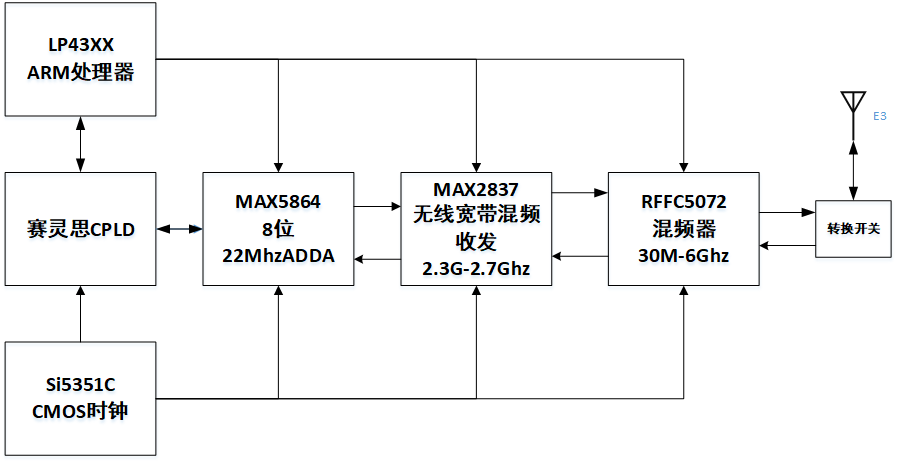 LP43XX
ARM处理器
赛灵思CPLD
MAX5864
8位
22MhzADDA
MAX2837
无线宽带混频
收发
2.3G-2.7Ghz
RFFC5072
混频器
30M-6Ghz
转换开关
E3
Si5351C
CMOS时钟